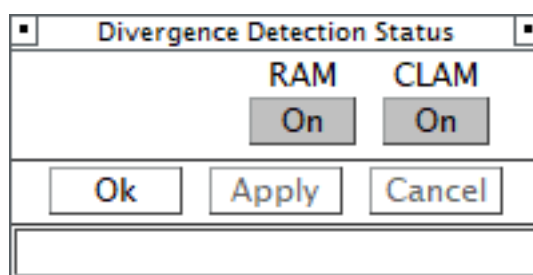 Divergence Detection Status
RAM CLAM
On On
Ok Apply Cancel